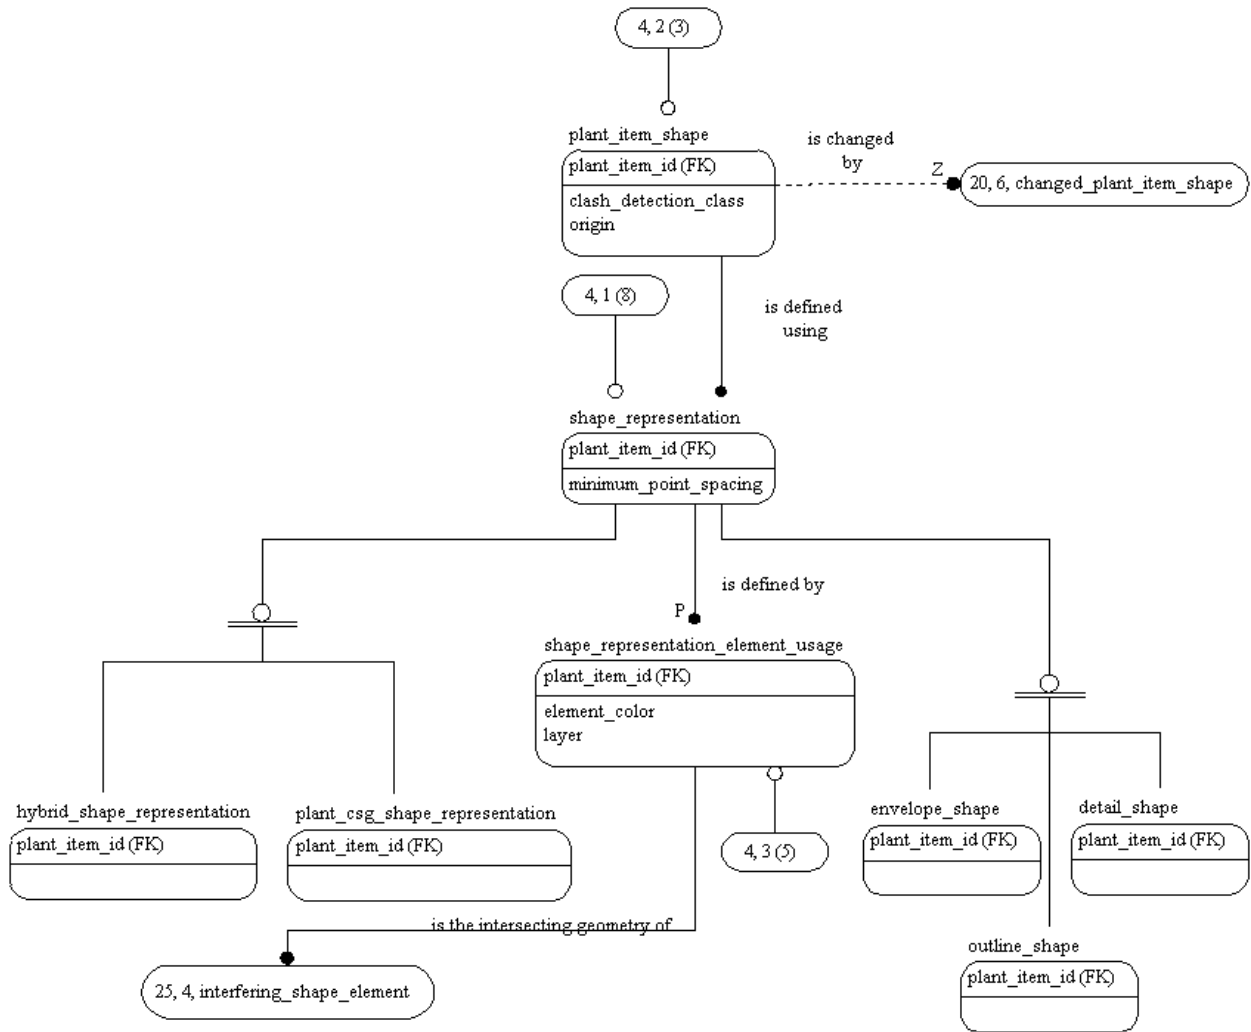 4, 2 (3)
plant_item_shape
plant_item_id (FK)
clash_detection_class
origin
is changed
by
Z
20, 6, changed_plant_item_shape
4, 1 (8)
is defined
using
shape_representation
plant_item_id (FK)
minimum_point_spacing
is defined by
P
shape_representation_element_usage
plant_item_id (FK)
element_color
layer
hybrid_shape_representation
plant_item_id (FK)
plant_csg_shape_representation
plant_item_id (FK)
4, 3 (5)
envelope_shape
plant_item_id (FK)
detail_shape
plant_item_id (FK)
is the intersecting geometry of
outline_shape
plant_item_id (FK)
25, 4, interfering_shape_element